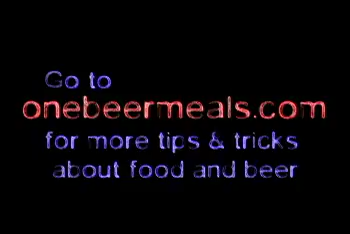 Go to
onebeermeals.com
for more tips & tricks
about food and beer